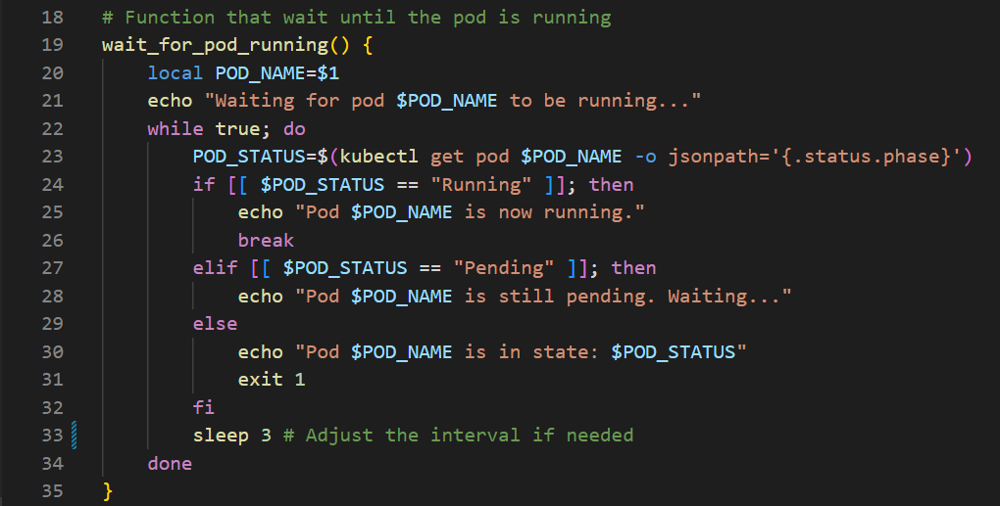 18 # Function that wait until the pod is running
19 wait_for_pod_running() {
20 local POD_NAME=$1
21 echo "Waiting for pod $POD_NAME to be running..."
22 while true; do
23 POD_STATUS=$(kubectl get pod $POD_NAME -o jsonpath='{.status.phase}')
24 if [[ $POD_STATUS == "Running" ]]; then
25 echo "Pod $POD_NAME is now running."
26 break
27 elif [[ $POD_STATUS == "Pending" ]]; then
28 echo "Pod $POD_NAME is still pending. Waiting..."
29 else
30 echo "Pod $POD_NAME is in state: $POD_STATUS"
31 exit 1
32 fi
33 sleep 3 # Adjust the interval if needed
34 done
35 }